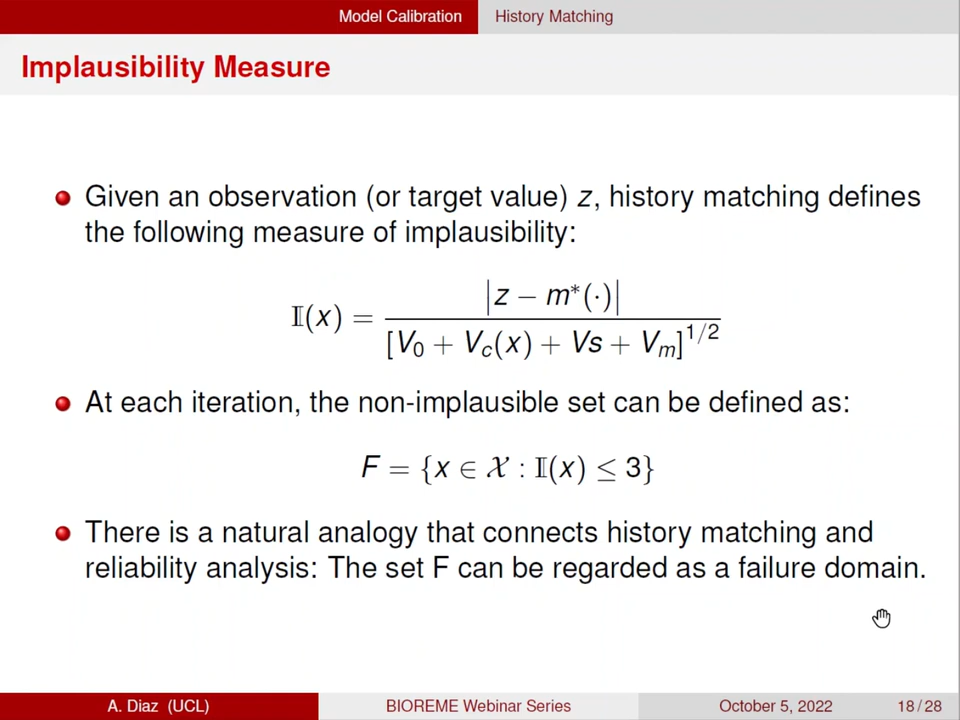 Model Calibration History Matching
Implausibility Measure
Given an observation (or target value) z, history matching defines
the following measure of implausibility:
𝕀(x) = |z − m*(·)| / [V₀ + V_c(x) + Vs + V_m]^{1/2}
At each iteration, the non-implausible set can be defined as:
F = {x ∈ 𝒳 : 𝕀(x) ≤ 3}
There is a natural analogy that connects history matching and
reliability analysis: The set F can be regarded as a failure domain.
A. Diaz (UCL) BIOREME Webinar Series October 5, 2022 18 / 28